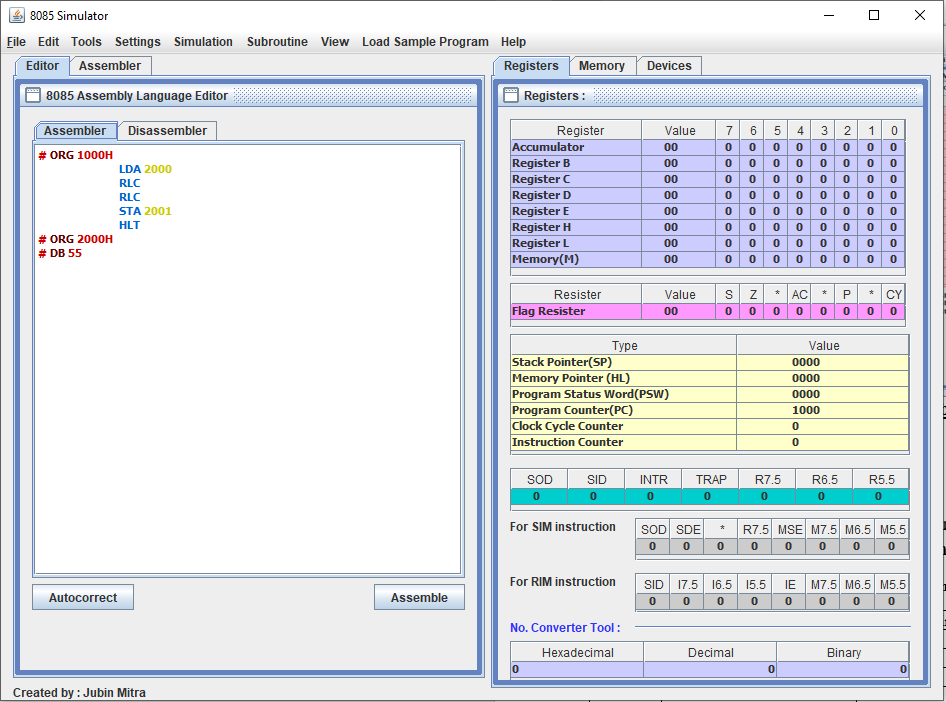 8085 Simulator
File Edit Tools Settings Simulation Subroutine View Load Sample Program Help
Editor Assembler
8085 Assembly Language Editor
Assembler Disassembler
# ORG 1000H
LDA 2000
RLC
RLC
STA 2001
HLT
# ORG 2000H
# DB 55
Autocorrect Assemble
Created by : Jubin Mitra
Registers Memory Devices
Registers :
Register Value 7 6 5 4 3 2 1 0
Accumulator 00 0 0 0 0 0 0 0 0
Register B 00 0 0 0 0 0 0 0 0
Register C 00 0 0 0 0 0 0 0 0
Register D 00 0 0 0 0 0 0 0 0
Register E 00 0 0 0 0 0 0 0 0
Register H 00 0 0 0 0 0 0 0 0
Register L 00 0 0 0 0 0 0 0 0
Memory(M) 00 0 0 0 0 0 0 0 0
Resister Value S Z * AC * P * CY
Flag Resister 00 0 0 0 0 0 0 0 0
Type Value
Stack Pointer(SP) 0000
Memory Pointer (HL) 0000
Program Status Word(PSW) 0000
Program Counter(PC) 1000
Clock Cycle Counter 0
Instruction Counter 0
SOD SID INTR TRAP R7.5 R6.5 R5.5
0 0 0 0 0 0 0
For SIM instruction SOD SDE * R7.5 MSE M7.5 M6.5 M5.5
0 0 0 0 0 0 0 0
For RIM instruction SID I7.5 I6.5 I5.5 IE M7.5 M6.5 M5.5
0 0 0 0 0 0 0 0
No. Converter Tool :
Hexadecimal Decimal Binary
0 0 0